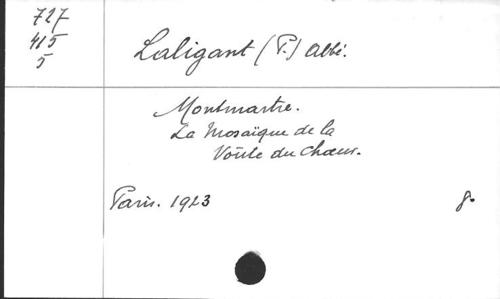 727
415
5
Laligant (P.) Abbé.
Montmartre.
La Mosaïque de la
Voûte du Chœur.
Paris. 1923 8°